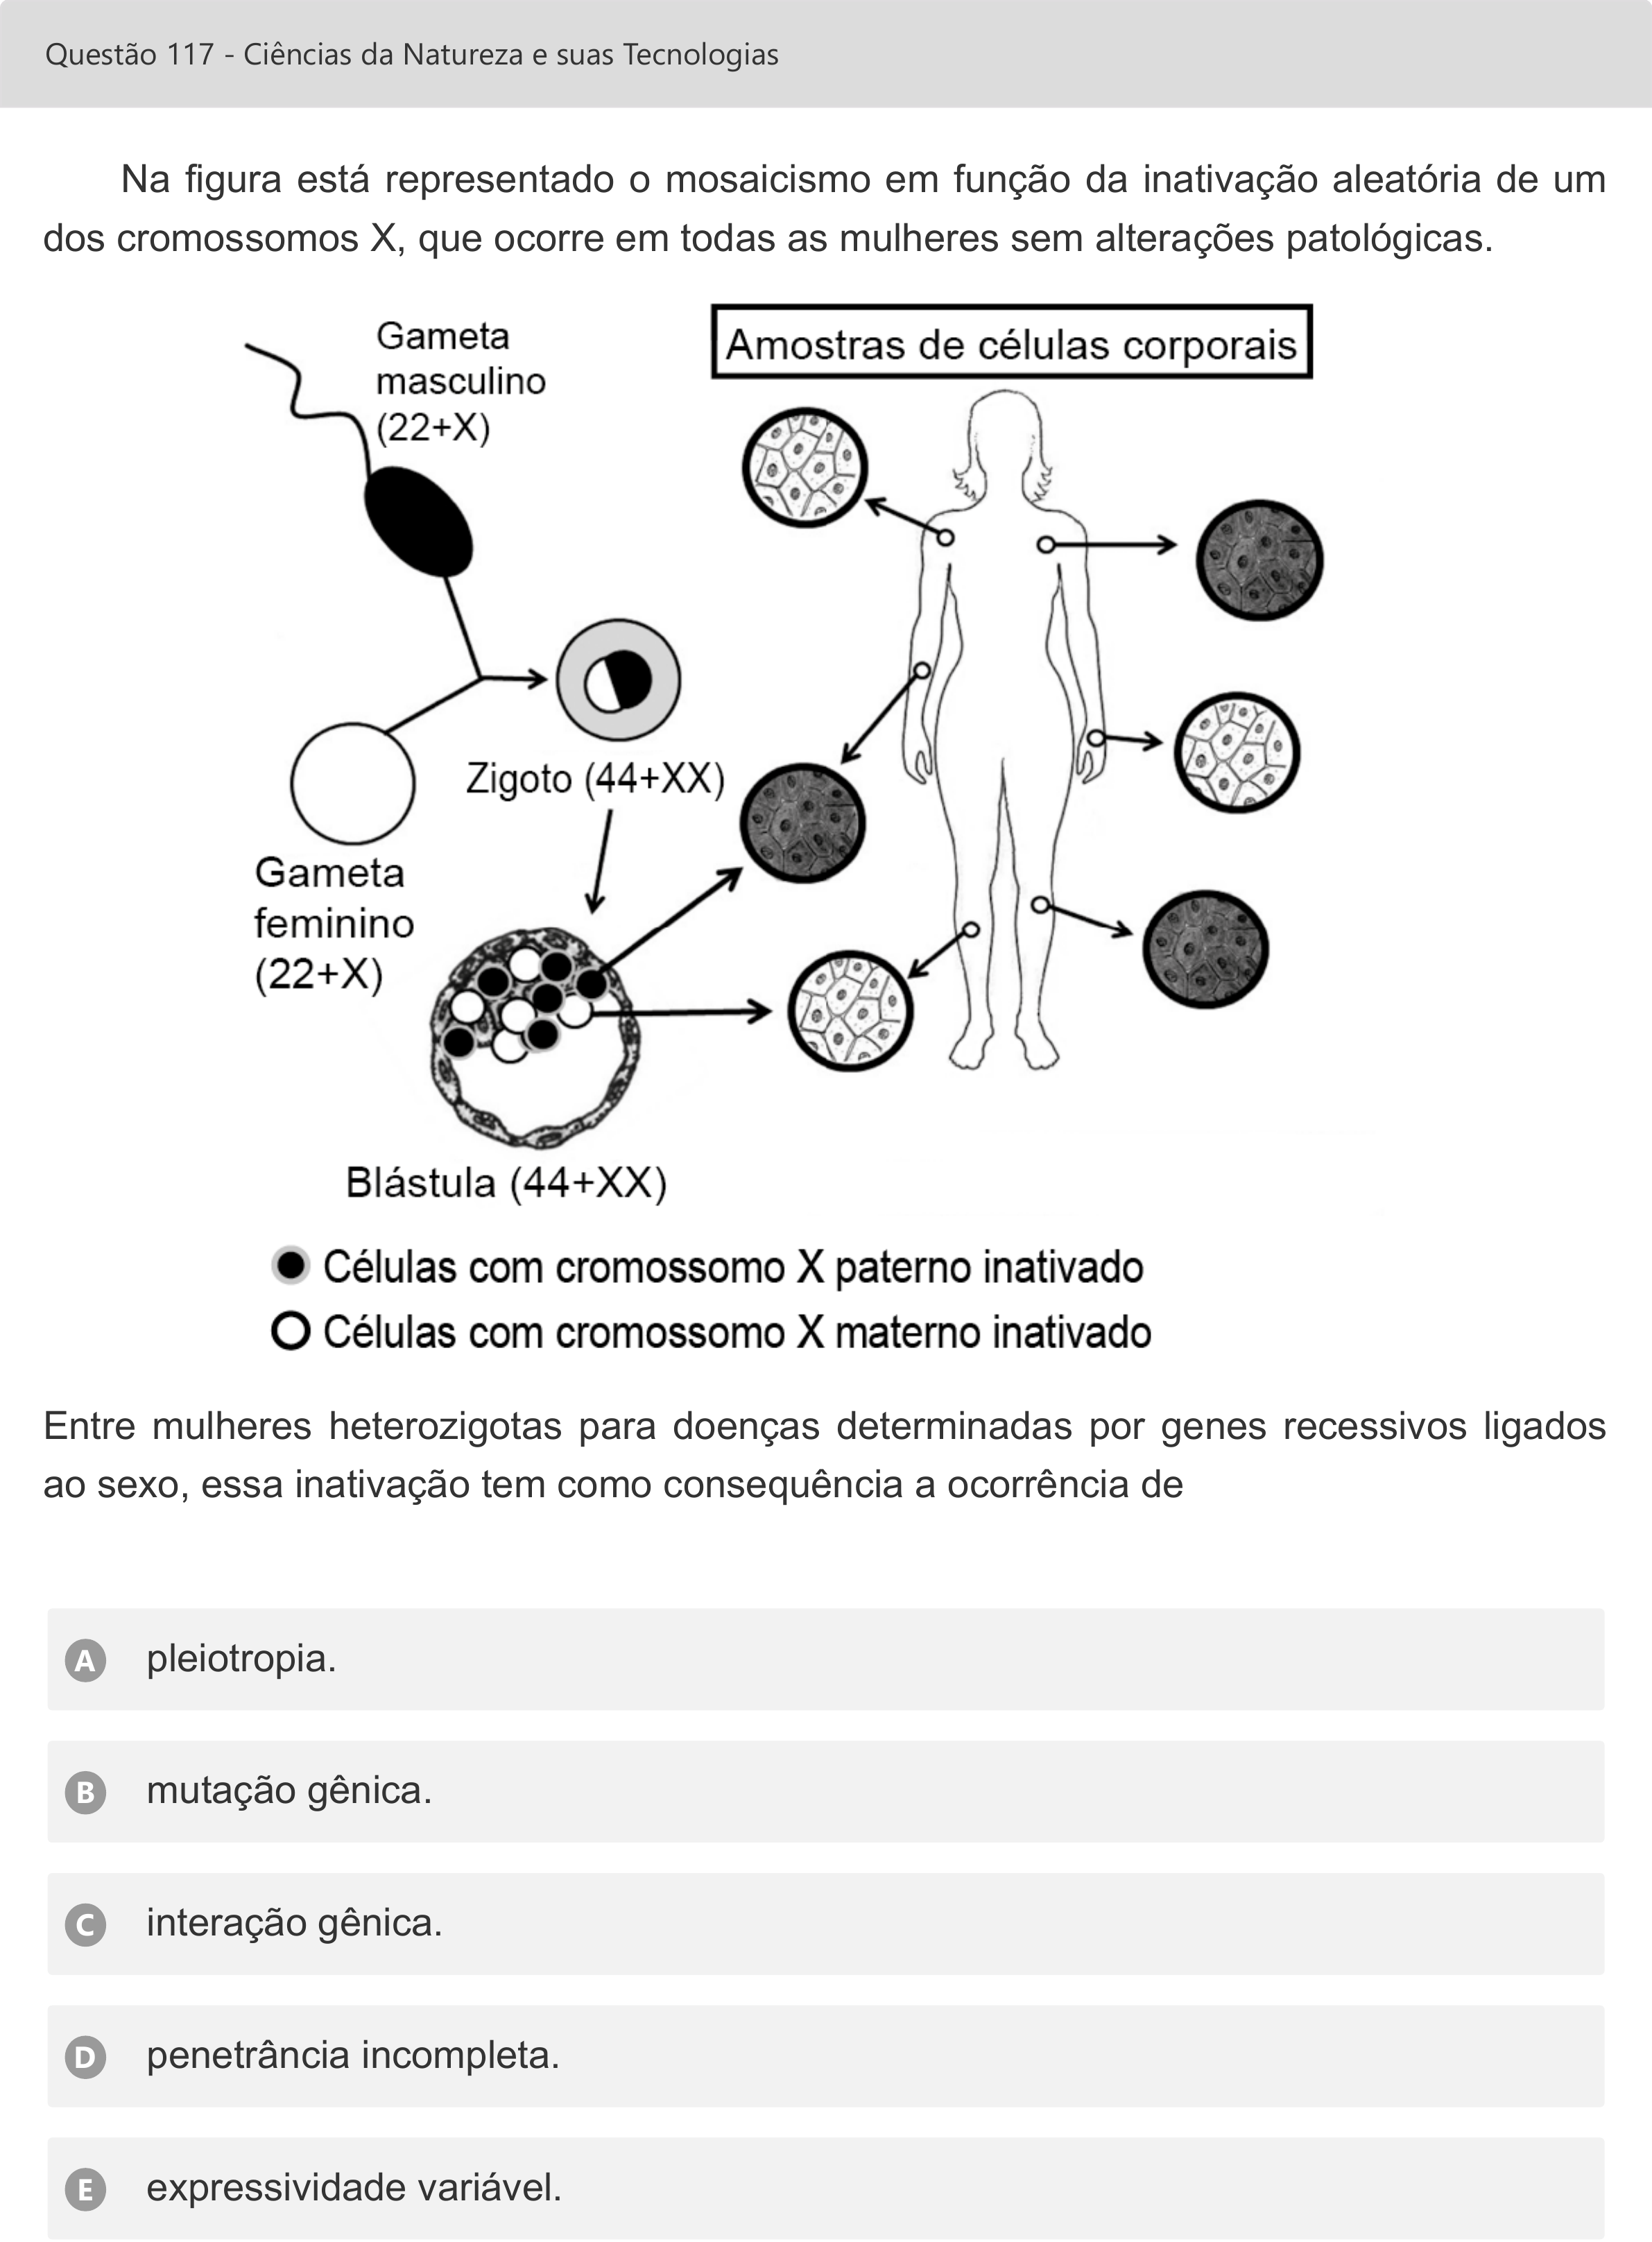 Questão 117 - Ciências da Natureza e suas Tecnologias
Na figura está representado o mosaicismo em função da inativação aleatória de um
dos cromossomos X, que ocorre em todas as mulheres sem alterações patológicas.
Gameta
masculino
(22+X)
Amostras de células corporais
Zigoto (44+XX)
Gameta
feminino
(22+X)
Blástula (44+XX)
Células com cromossomo X paterno inativado
Células com cromossomo X materno inativado
Entre mulheres heterozigotas para doenças determinadas por genes recessivos ligados
ao sexo, essa inativação tem como consequência a ocorrência de
A pleiotropia.
B mutação gênica.
C interação gênica.
D penetrância incompleta.
E expressividade variável.